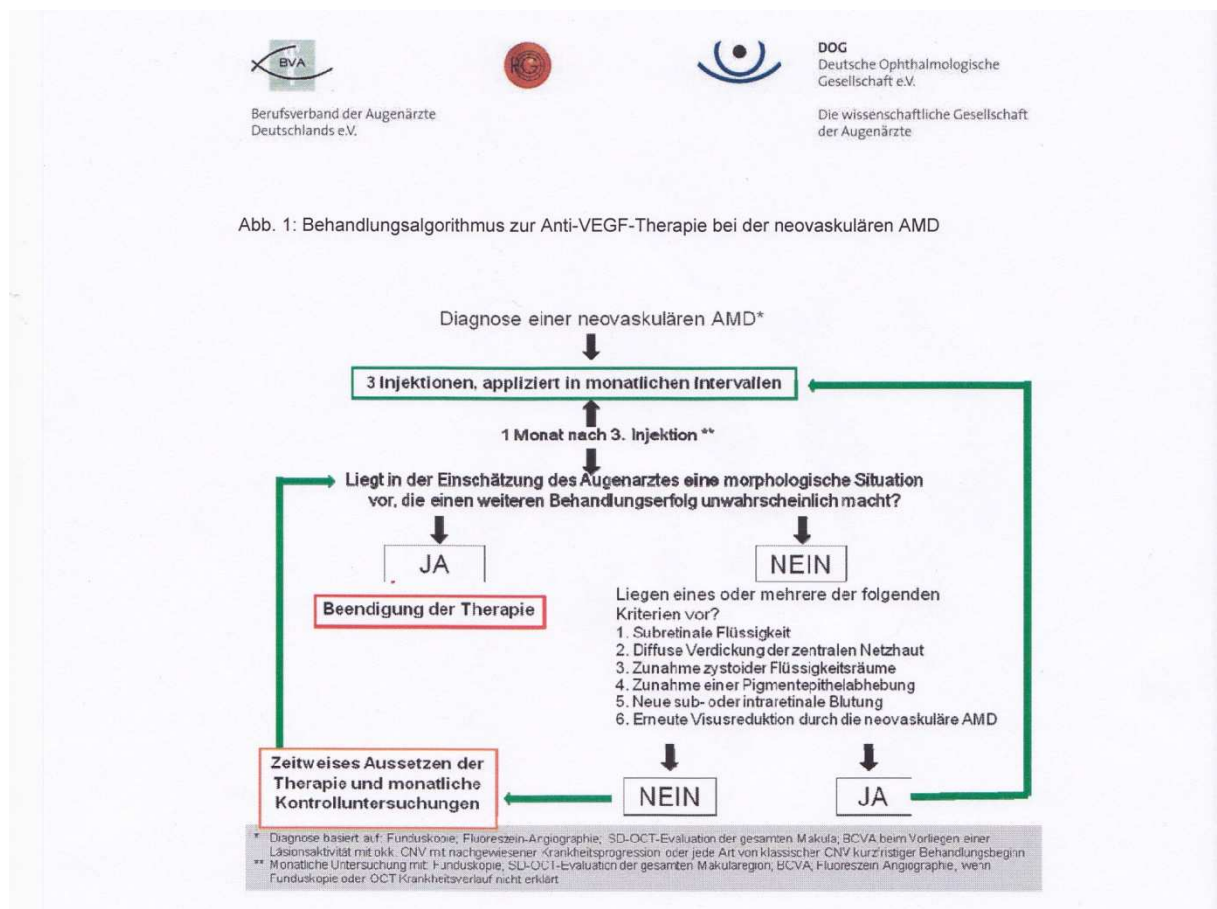 BVA
Berufsverband der Augenärzte
Deutschlands e.V.
RG
DOG
Deutsche Ophthalmologische
Gesellschaft e.V.
Die wissenschaftliche Gesellschaft
der Augenärzte
Abb. 1: Behandlungsalgorithmus zur Anti-VEGF-Therapie bei der neovaskulären AMD
Diagnose einer neovaskulären AMD*
3 Injektionen, appliziert in monatlichen Intervallen
1 Monat nach 3. Injektion **
Liegt in der Einschätzung des Augenarztes eine morphologische Situation
vor, die einen weiteren Behandlungserfolg unwahrscheinlich macht?
JA
Beendigung der Therapie
NEIN
Liegen eines oder mehrere der folgenden
Kriterien vor?
1. Subretinale Flüssigkeit
2. Diffuse Verdickung der zentralen Netzhaut
3. Zunahme zystoider Flüssigkeitsräume
4. Zunahme einer Pigmentepithelabhebung
5. Neue sub- oder intraretinale Blutung
6. Erneute Visusreduktion durch die neovaskuläre AMD
Zeitweises Aussetzen der
Therapie und monatliche
Kontrolluntersuchungen
NEIN
JA
* Diagnose basiert auf: Funduskopie; Fluoreszein-Angiographie; SD-OCT-Evaluation der gesamten Makula; BCVA beim Vorliegen einer
Läsionsaktivität mit okk. CNV mit nachgewiesener Krankheitsprogression oder jede Art von klassischer CNV kurzfristiger Behandlungsbeginn
** Monatliche Untersuchung mit: Funduskopie; SD-OCT-Evaluation der gesamten Makularegion; BCVA; Fluoreszein Angiographie, wenn
Funduskopie oder OCT Krankheitsverlauf nicht erklärt